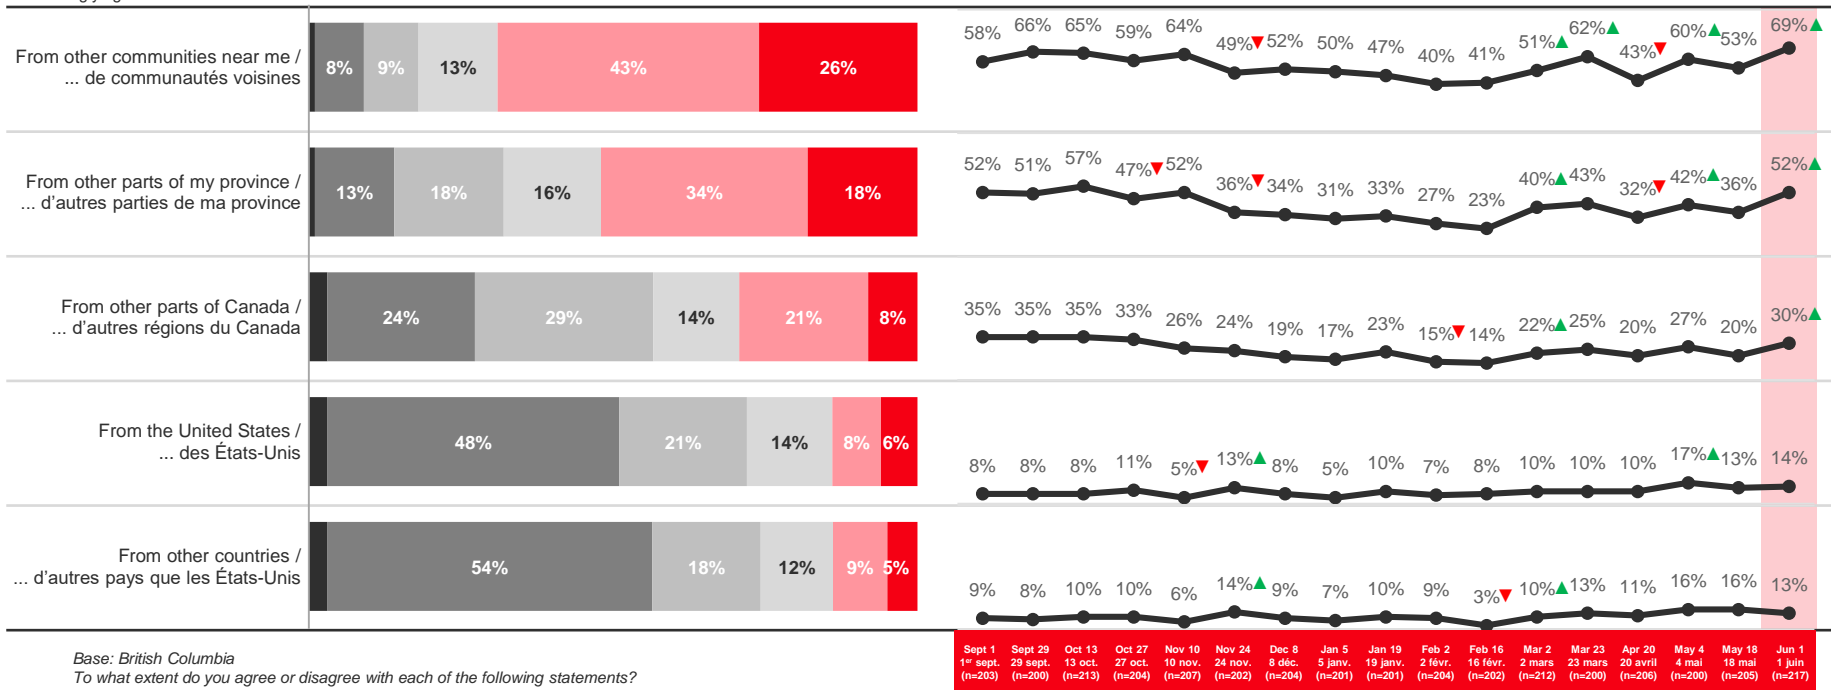 From other communities near me /
... de communautés voisines
8% 9% 13% 43% 26%
58% 66% 65% 59% 64% 49% 52% 50% 47% 40% 41% 51% 62% 43% 60% 53% 69%
From other parts of my province /
... d'autres parties de ma province
13% 18% 16% 34% 18%
52% 51% 57% 47% 52% 36% 34% 31% 33% 27% 23% 40% 43% 32% 42% 36% 52%
From other parts of Canada /
... d'autres régions du Canada
24% 29% 14% 21% 8%
35% 35% 35% 33% 26% 24% 19% 17% 23% 15% 14% 22% 25% 20% 27% 20% 30%
From the United States /
... des États-Unis
48% 21% 14% 8% 6%
8% 8% 8% 11% 5% 13% 8% 5% 10% 7% 8% 10% 10% 10% 17% 13% 14%
From other countries /
... d'autres pays que les États-Unis
54% 18% 12% 9% 5%
9% 8% 10% 10% 6% 14% 9% 7% 10% 9% 3% 10% 13% 11% 16% 16% 13%
Sept 1 Sept 29 Oct 13 Oct 27 Nov 10 Nov 24 Dec 8 Jan 5 Jan 19 Feb 2 Feb 16 Mar 2 Mar 23 Apr 20 May 4 May 18 Jun 1
1er sept. 29 sept. 13 oct. 27 oct. 10 nov. 24 nov. 8 déc. 5 janv. 19 janv. 2 févr. 16 févr. 2 mars 23 mars 20 avril 4 mai 18 mai 1 juin
(n=203) (n=200) (n=213) (n=204) (n=207) (n=202) (n=204) (n=201) (n=201) (n=204) (n=202) (n=212) (n=200) (n=206) (n=200) (n=205) (n=217)
Base: British Columbia
To what extent do you agree or disagree with each of the following statements?